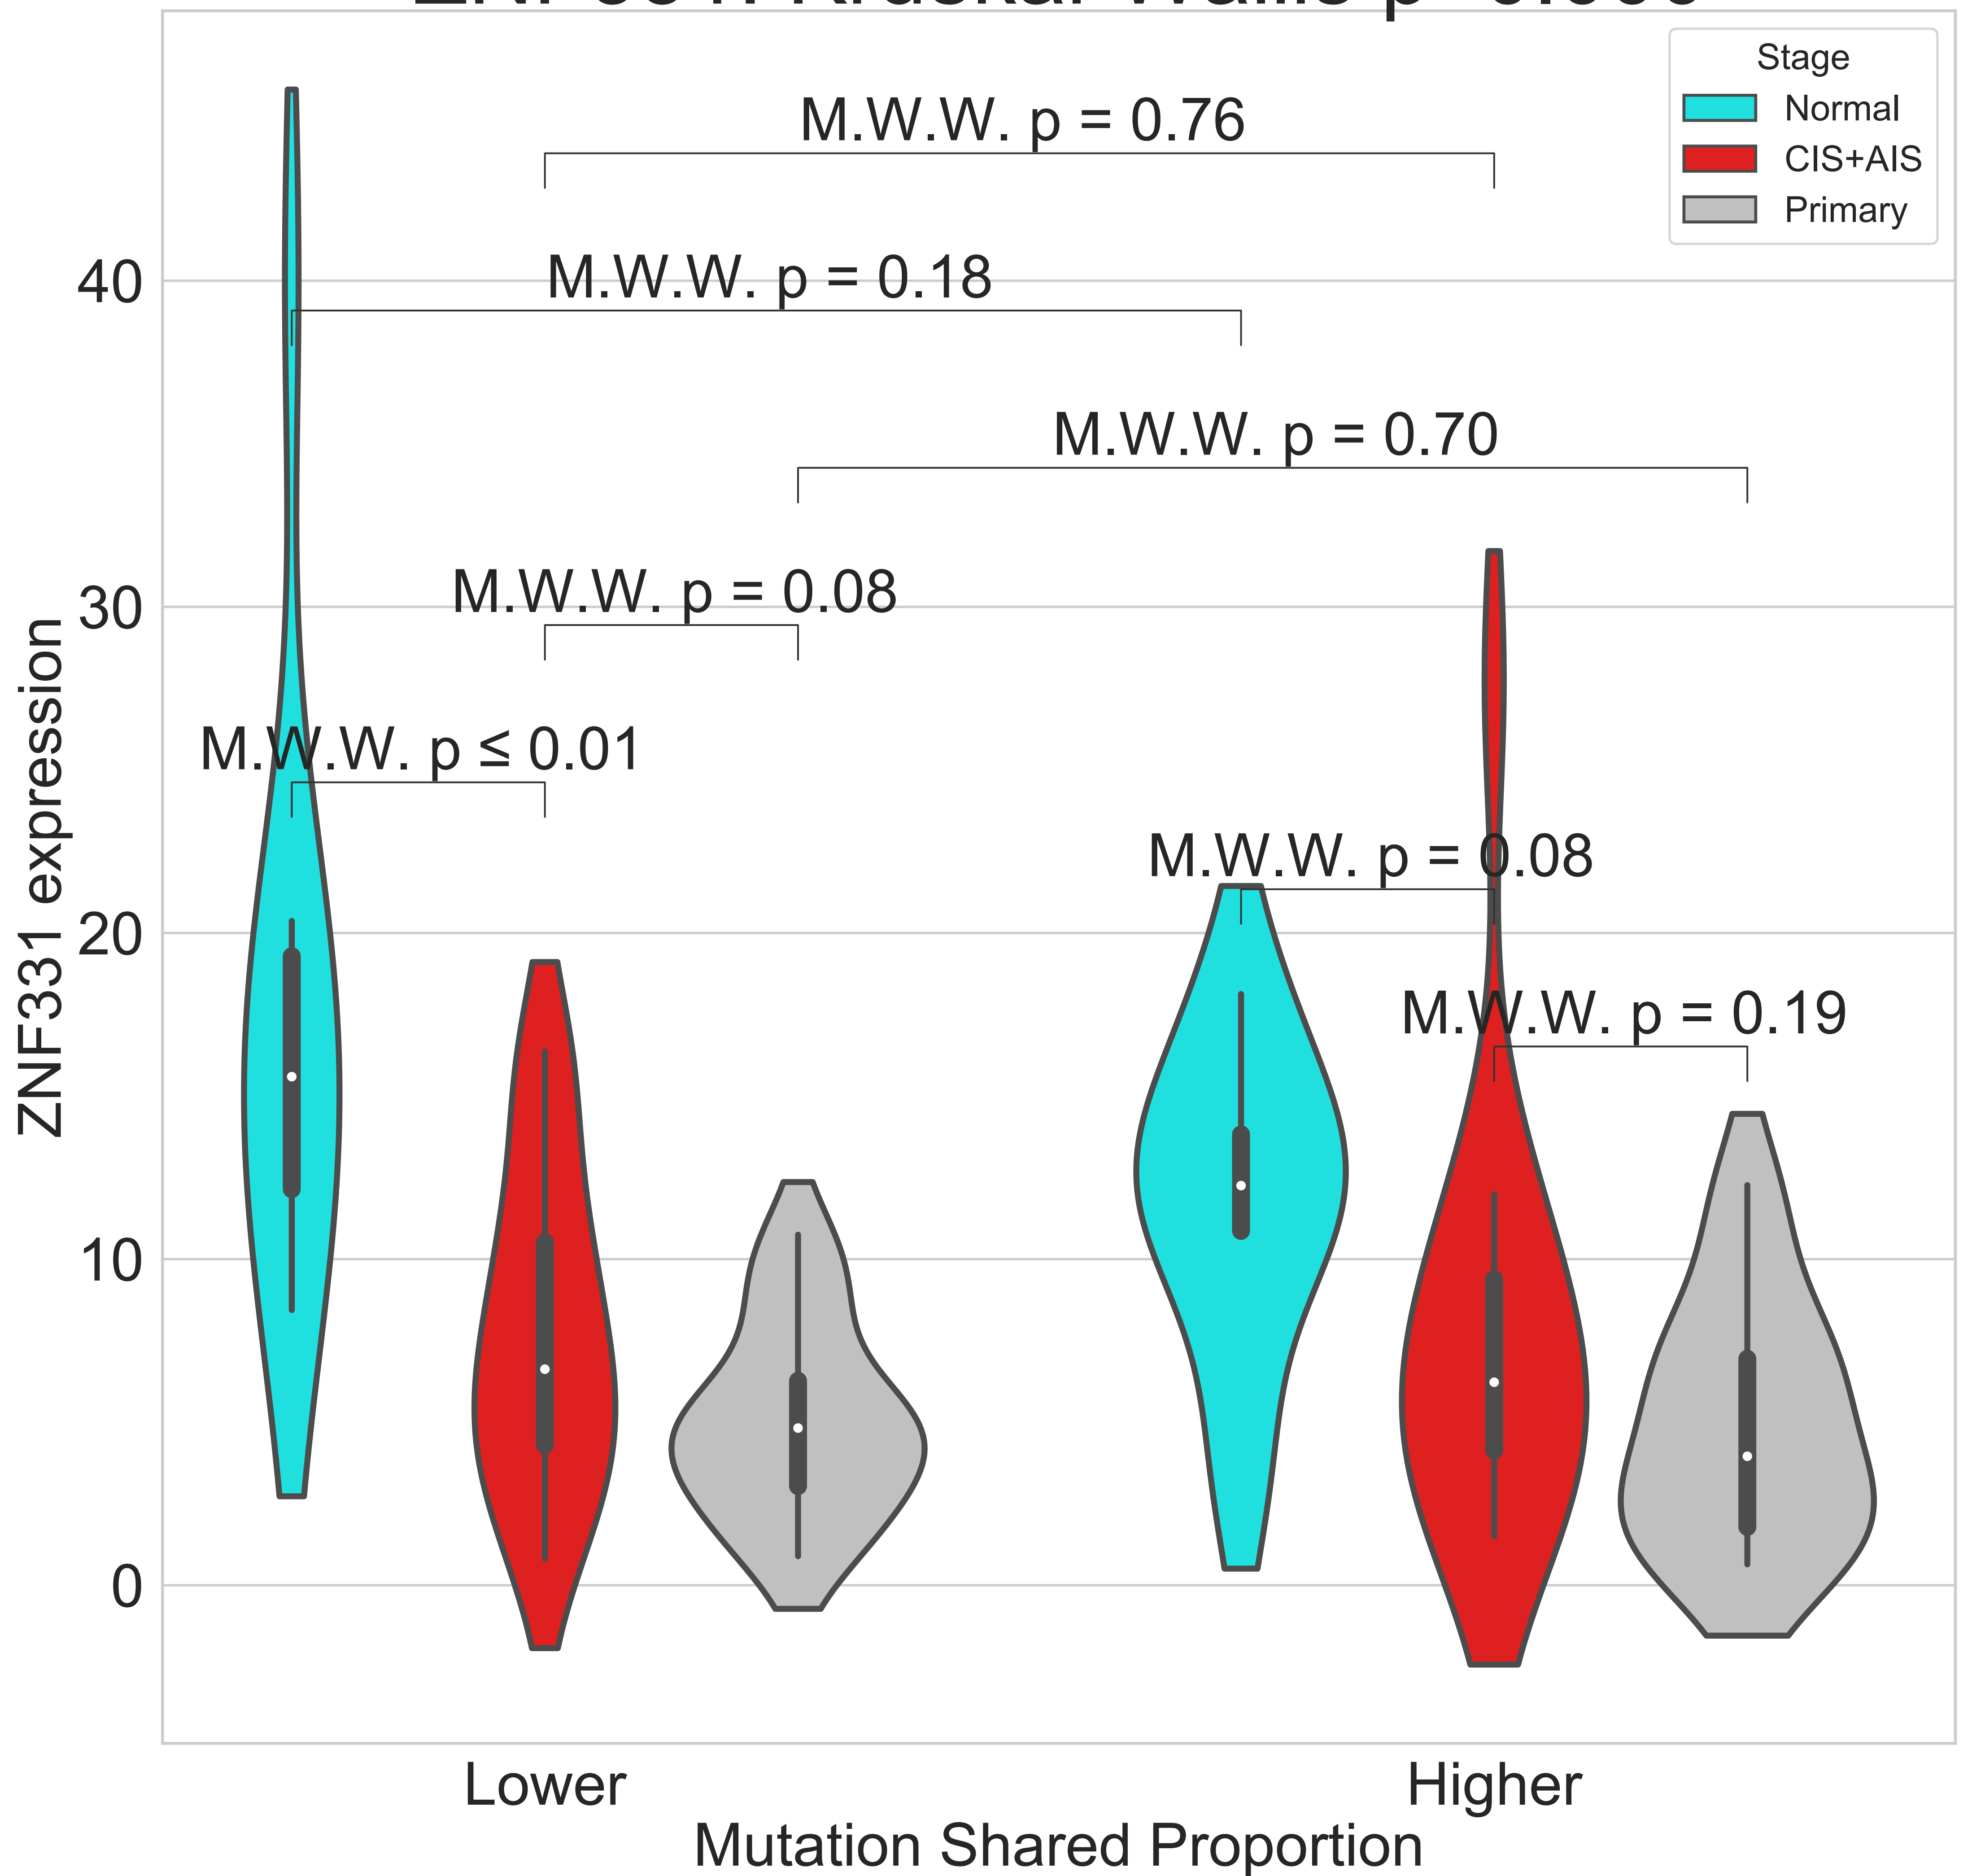 Stage
Normal
CIS+AIS
Primary
M.W.W. p = 0.76
M.W.W. p = 0.18
M.W.W. p = 0.70
M.W.W. p = 0.08
M.W.W. p ≤ 0.01
M.W.W. p = 0.08
M.W.W. p = 0.19
ZNF331 expression
40
30
20
10
0
Lower
Higher
Mutation Shared Proportion